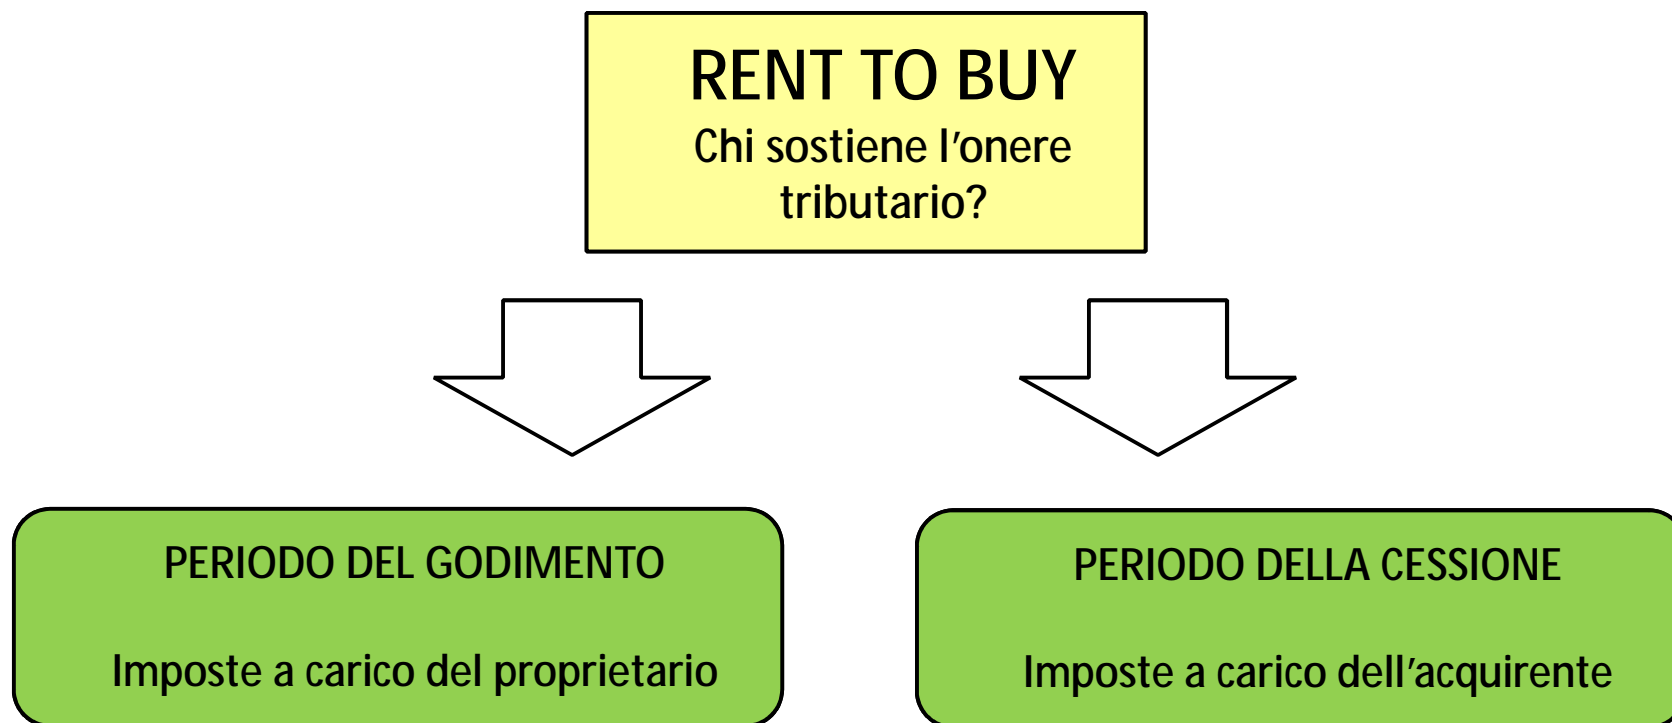 RENT TO BUY
Chi sostiene l'onere
tributario?
PERIODO DEL GODIMENTO
Imposte a carico del proprietario
PERIODO DELLA CESSIONE
Imposte a carico dell'acquirente